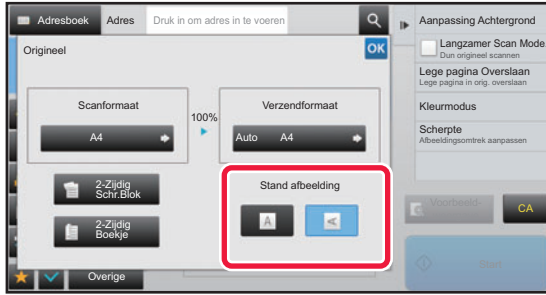 Adresboek
Adres
Druk in om adres in te voeren
Origineel
OK
Scanformaat
A4
100%
Verzendformaat
Auto A4
2-Zijdig
Schr.Blok
2-Zijdig
Boekje
Stand afbeelding
A
A
Overige
Aanpassing Achtergrond
Langzamer Scan Mode
Dun origineel scannen
Lege pagina Overslaan
Lege pagina in orig. overslaan
Kleurmodus
Scherpte
Afbeeldingsomtrek aanpassen
Voorbeeld-
CA
Start